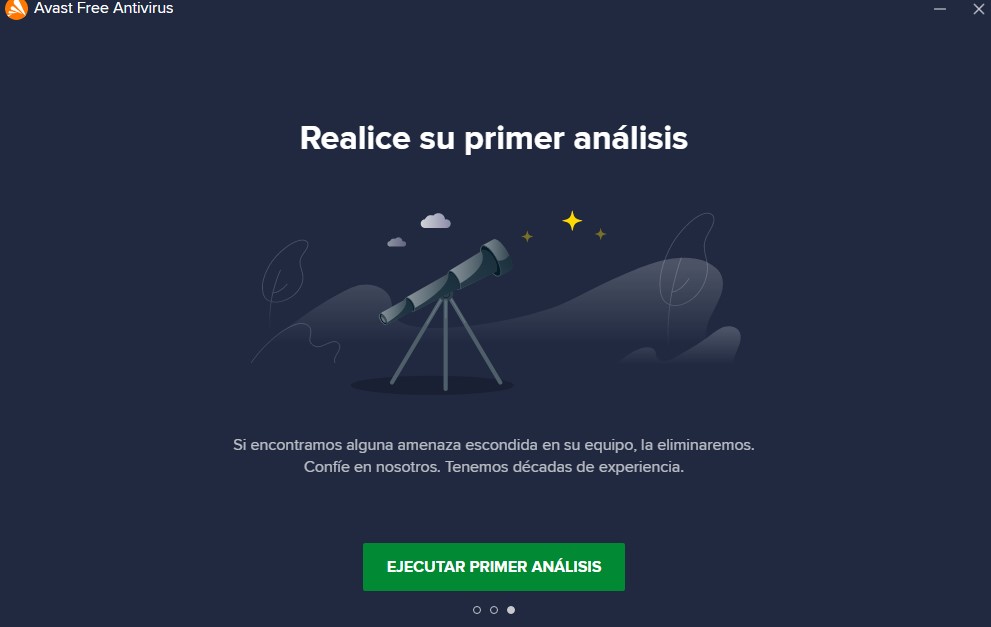 Avast Free Antivirus
Realice su primer análisis
Si encontramos alguna amenaza escondida en su equipo, la eliminaremos.
Confíe en nosotros. Tenemos décadas de experiencia.
EJECUTAR PRIMER ANÁLISIS